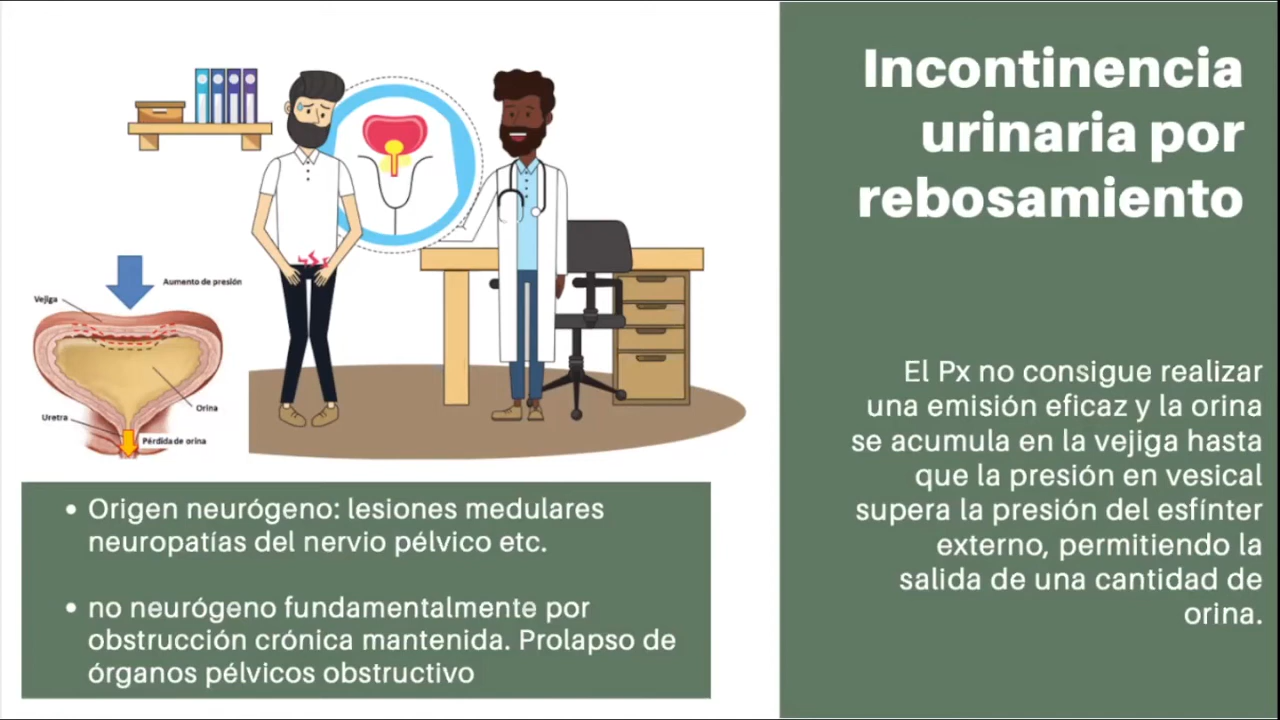 Incontinencia
urinaria por
rebosamiento
El Px no consigue realizar
una emisión eficaz y la orina
se acumula en la vejiga hasta
que la presión en vesical
supera la presión del esfínter
externo, permitiendo la
salida de una cantidad de
orina.
Aumento de presión
Vejiga
Orina
Uretra
Pérdida de orina
• Origen neurógeno: lesiones medulares
neuropatías del nervio pélvico etc.
• no neurógeno fundamentalmente por
obstrucción crónica mantenida. Prolapso de
órganos pélvicos obstructivo